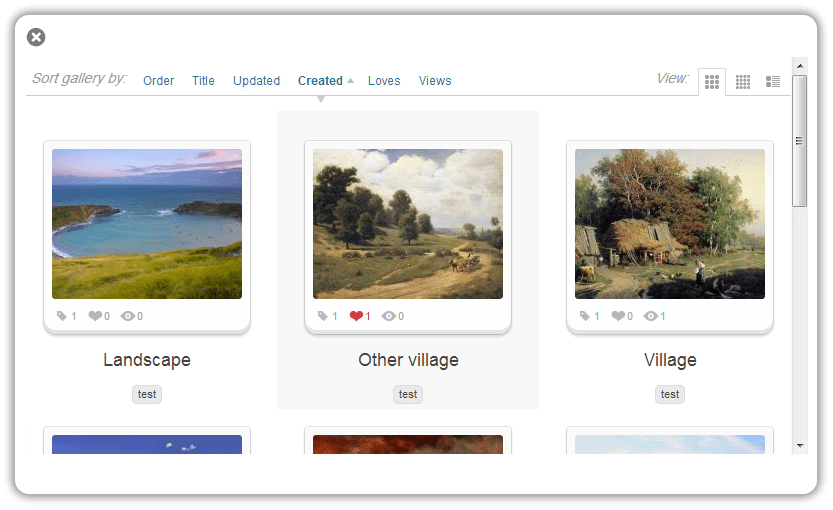 Sort gallery by: Order Title Updated Created Loves Views View:
1 0 0 1 1 0 1 0 1
Landscape Other village Village
test test test